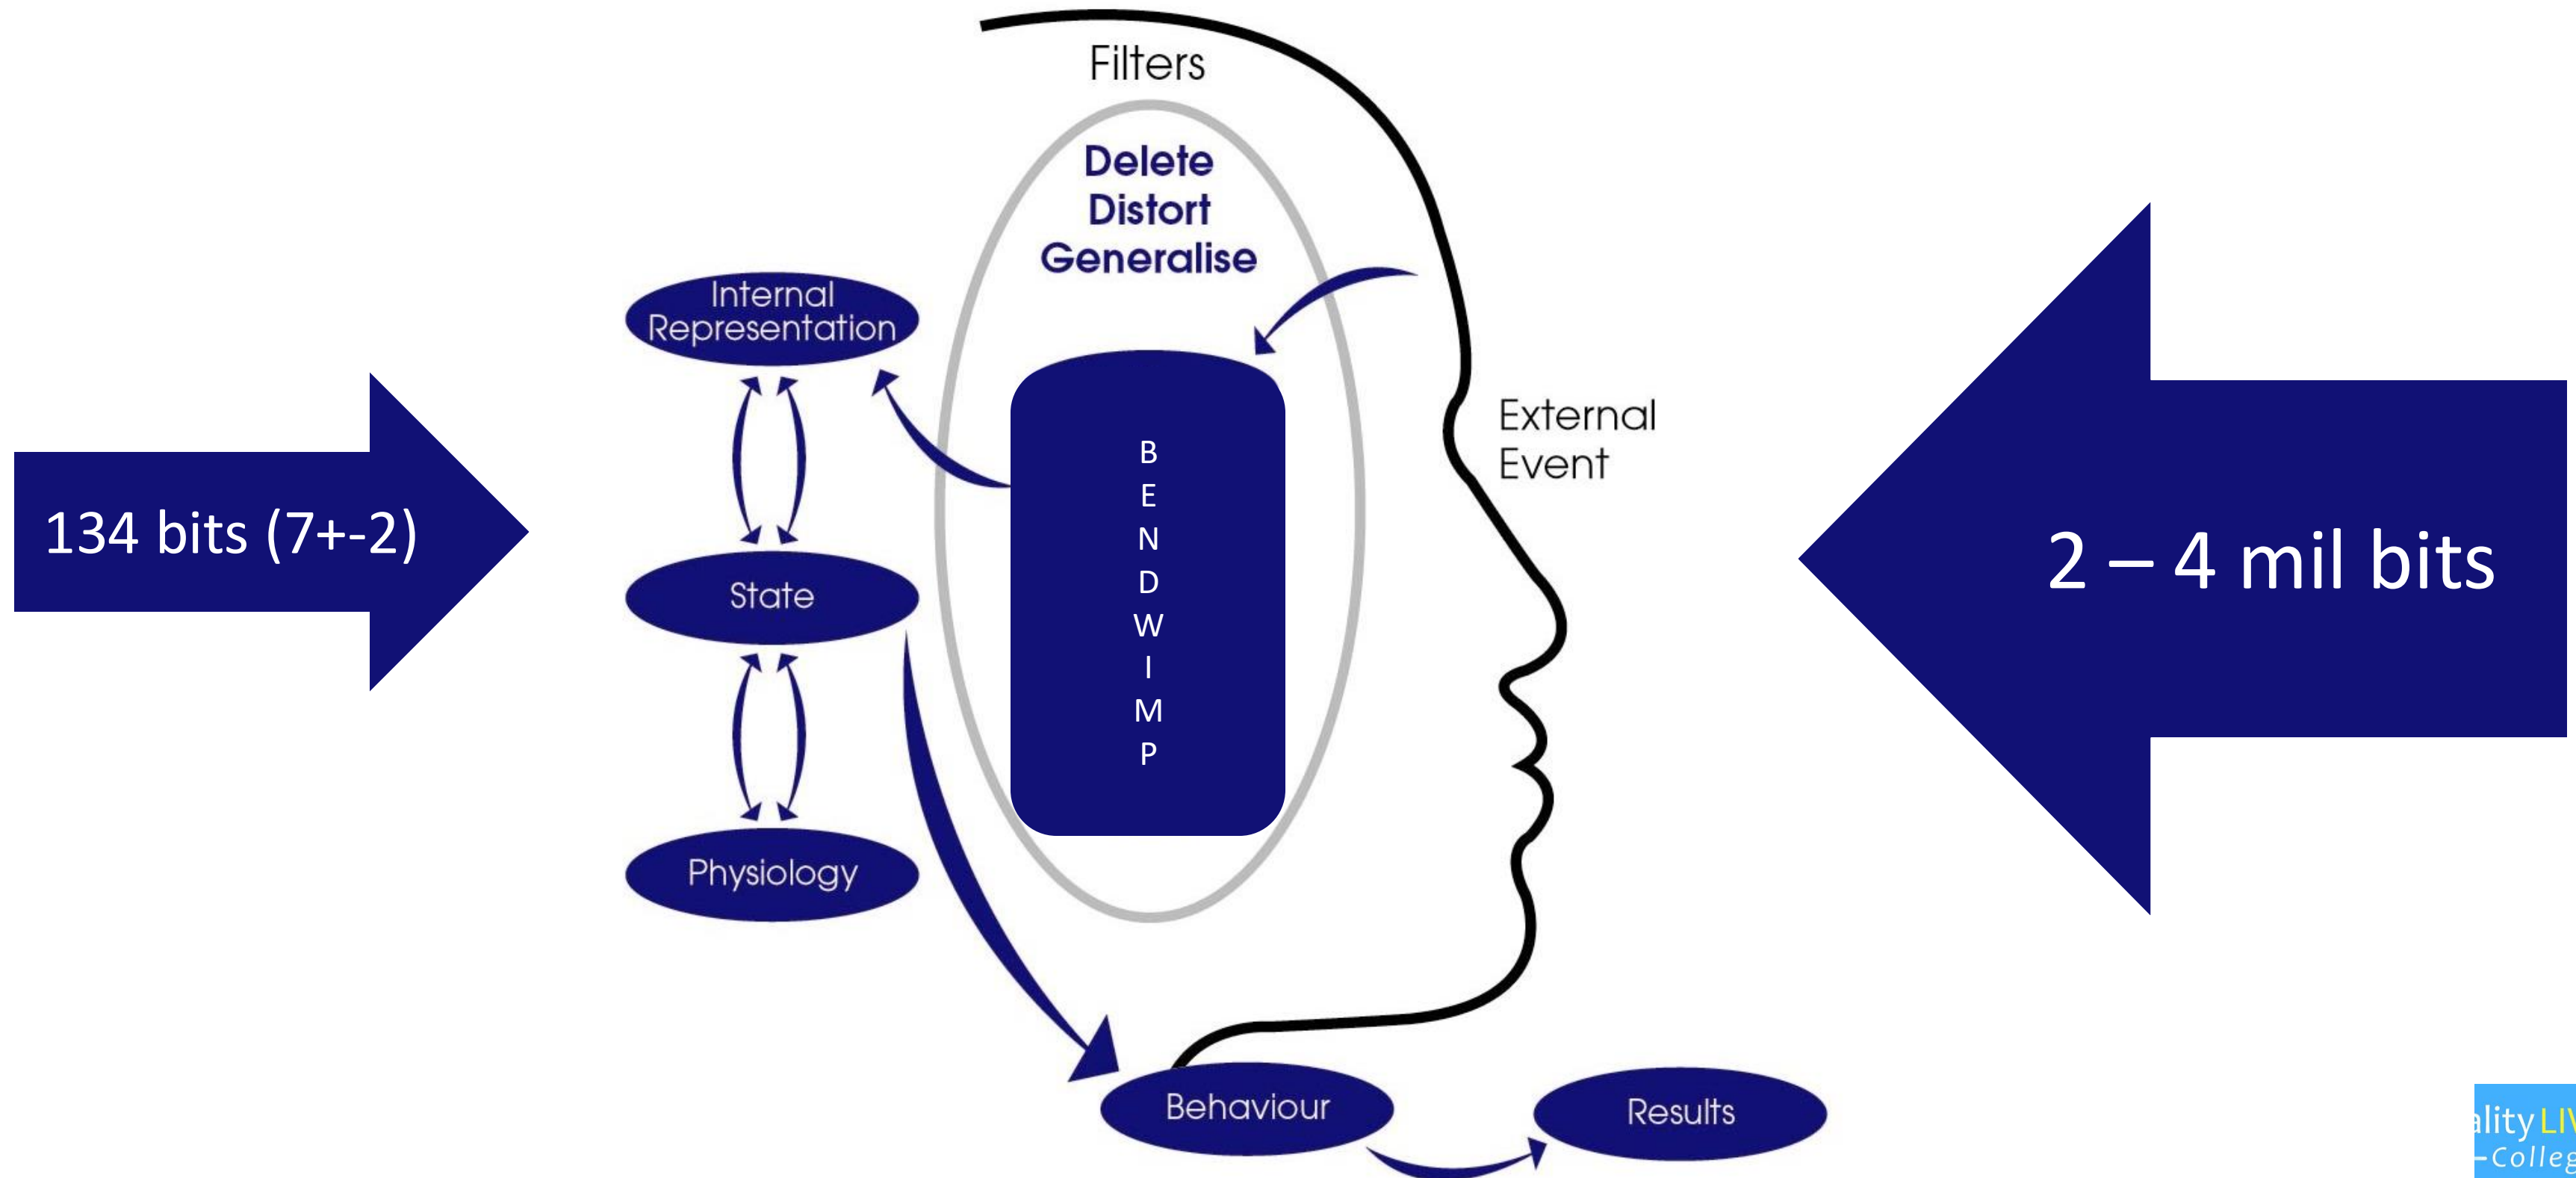 Filters
Delete
Distort
Generalise
Internal
Representation
External
Event
B
E
N
D
W
I
M
P
134 bits (7+-2)
2 – 4 mil bits
State
Physiology
Behaviour
Results